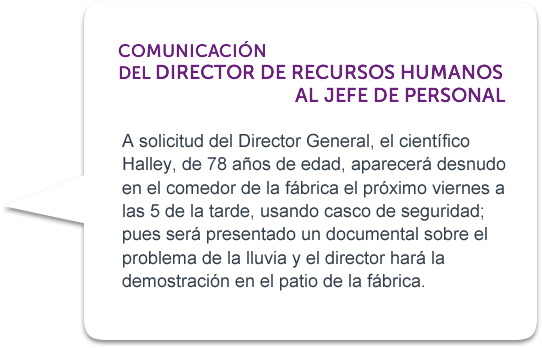 COMUNICACIÓN
DEL DIRECTOR DE RECURSOS HUMANOS
AL JEFE DE PERSONAL
A solicitud del Director General, el científico
Halley, de 78 años de edad, aparecerá desnudo
en el comedor de la fábrica el próximo viernes a
las 5 de la tarde, usando casco de seguridad;
pues será presentado un documental sobre el
problema de la lluvia y el director hará la
demostración en el patio de la fábrica.